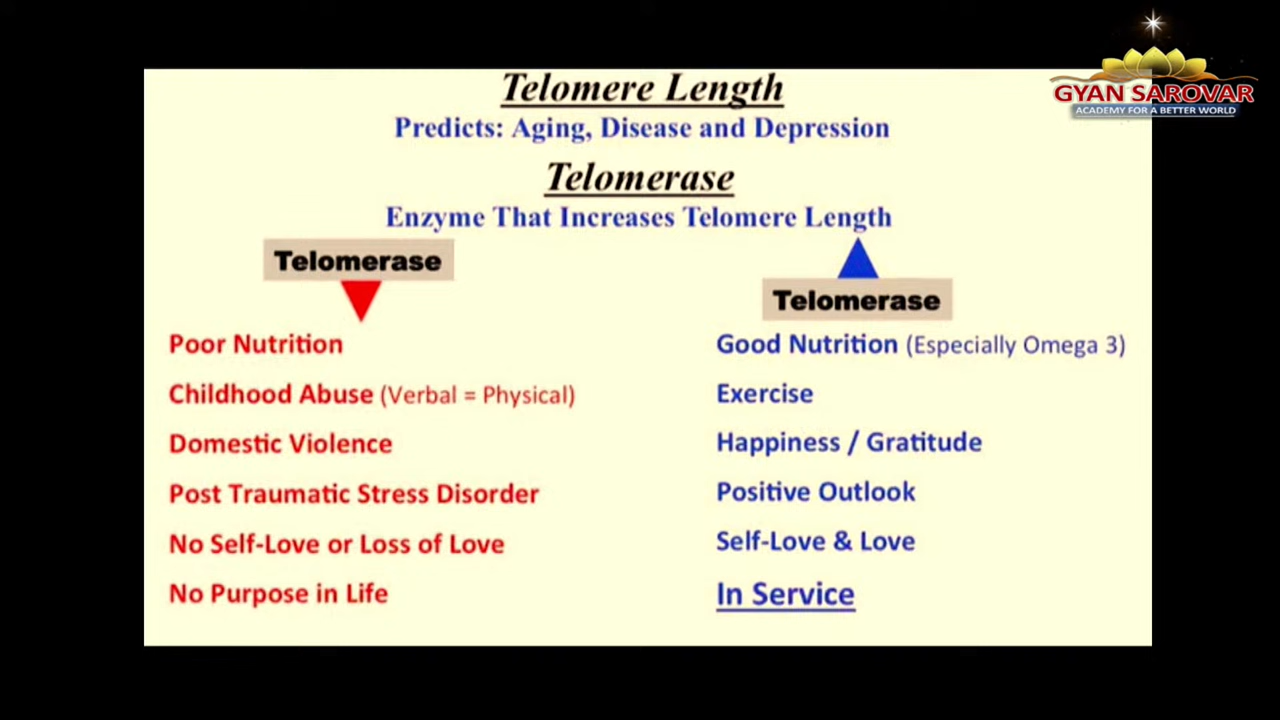 Telomere Length
Predicts: Aging, Disease and Depression
Telomerase
Enzyme That Increases Telomere Length
Telomerase
Poor Nutrition
Childhood Abuse (Verbal = Physical)
Domestic Violence
Post Traumatic Stress Disorder
No Self-Love or Loss of Love
No Purpose in Life
Telomerase
Good Nutrition (Especially Omega 3)
Exercise
Happiness / Gratitude
Positive Outlook
Self-Love & Love
In Service
GYAN SAROVAR
ACADEMY FOR A BETTER WORLD